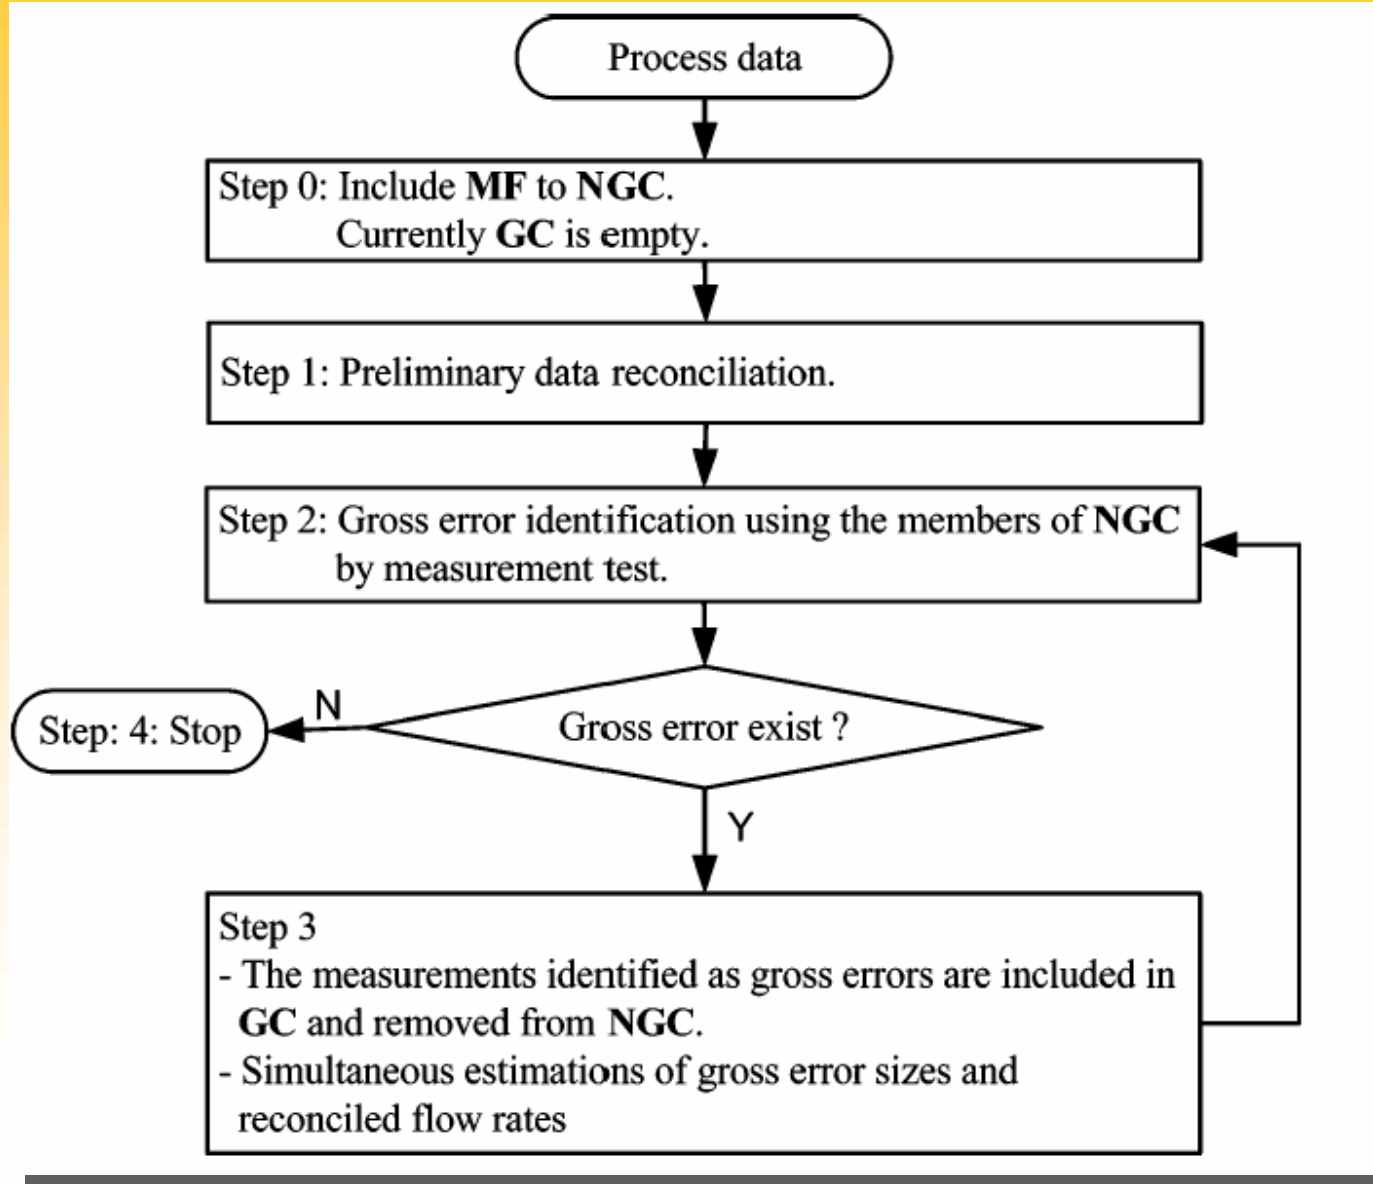 Process data
Step 0: Include MF to NGC.
Currently GC is empty.
Step 1: Preliminary data reconciliation.
Step 2: Gross error identification using the members of NGC
by measurement test.
Gross error exist ?
N
Step: 4: Stop
Y
Step 3
- The measurements identified as gross errors are included in
GC and removed from NGC.
- Simultaneous estimations of gross error sizes and
reconciled flow rates